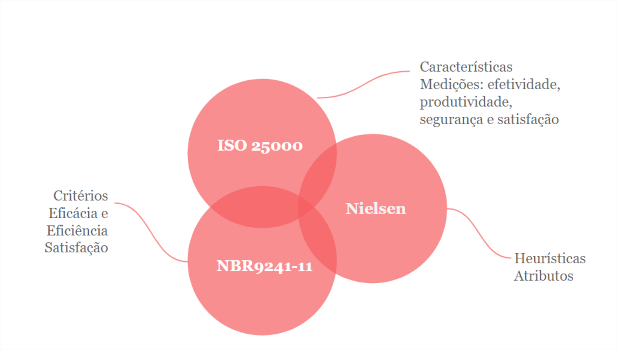 Características
Medições: efetividade,
produtividade,
segurança e satisfação
ISO 25000
Nielsen
Critérios
Eficácia e
Eficiência
Satisfação
NBR9241-11
Heurísticas
Atributos